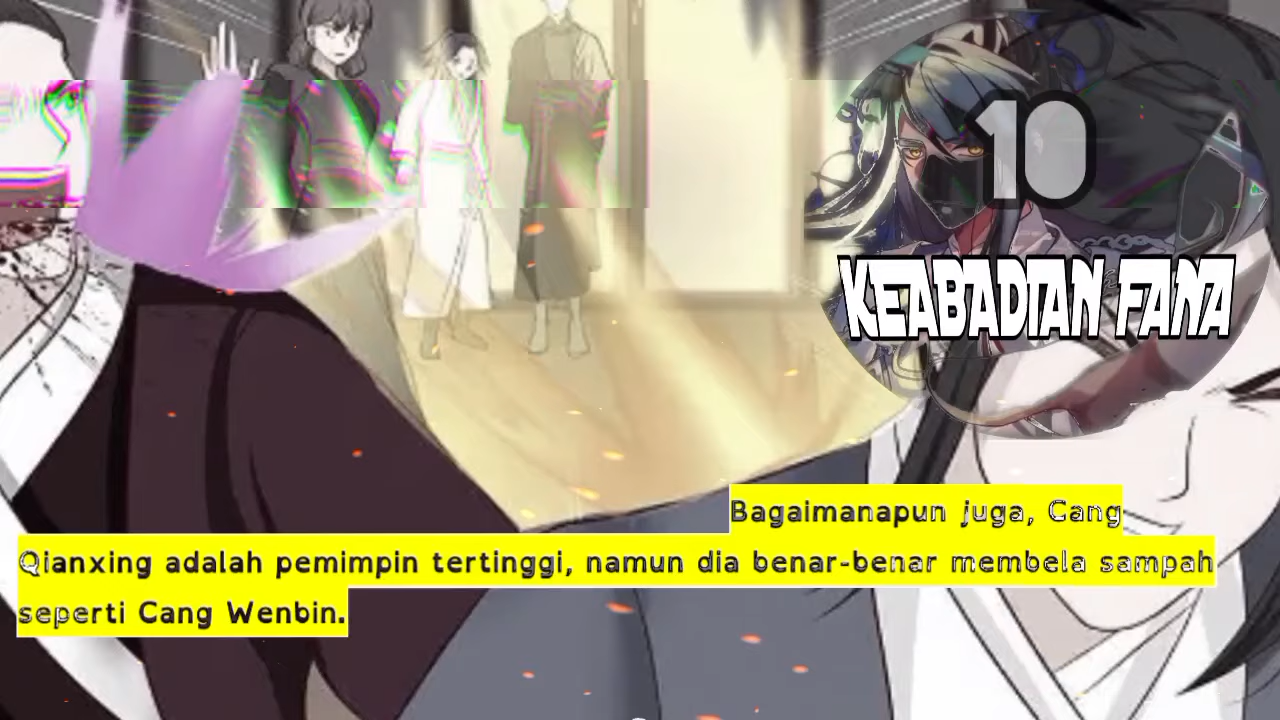 10
KEABADIAN FANA
Bagaimanapun juga, Cang
Qianxing adalah pemimpin tertinggi, namun dia benar-benar membela sampah
seperti Cang Wenbin.